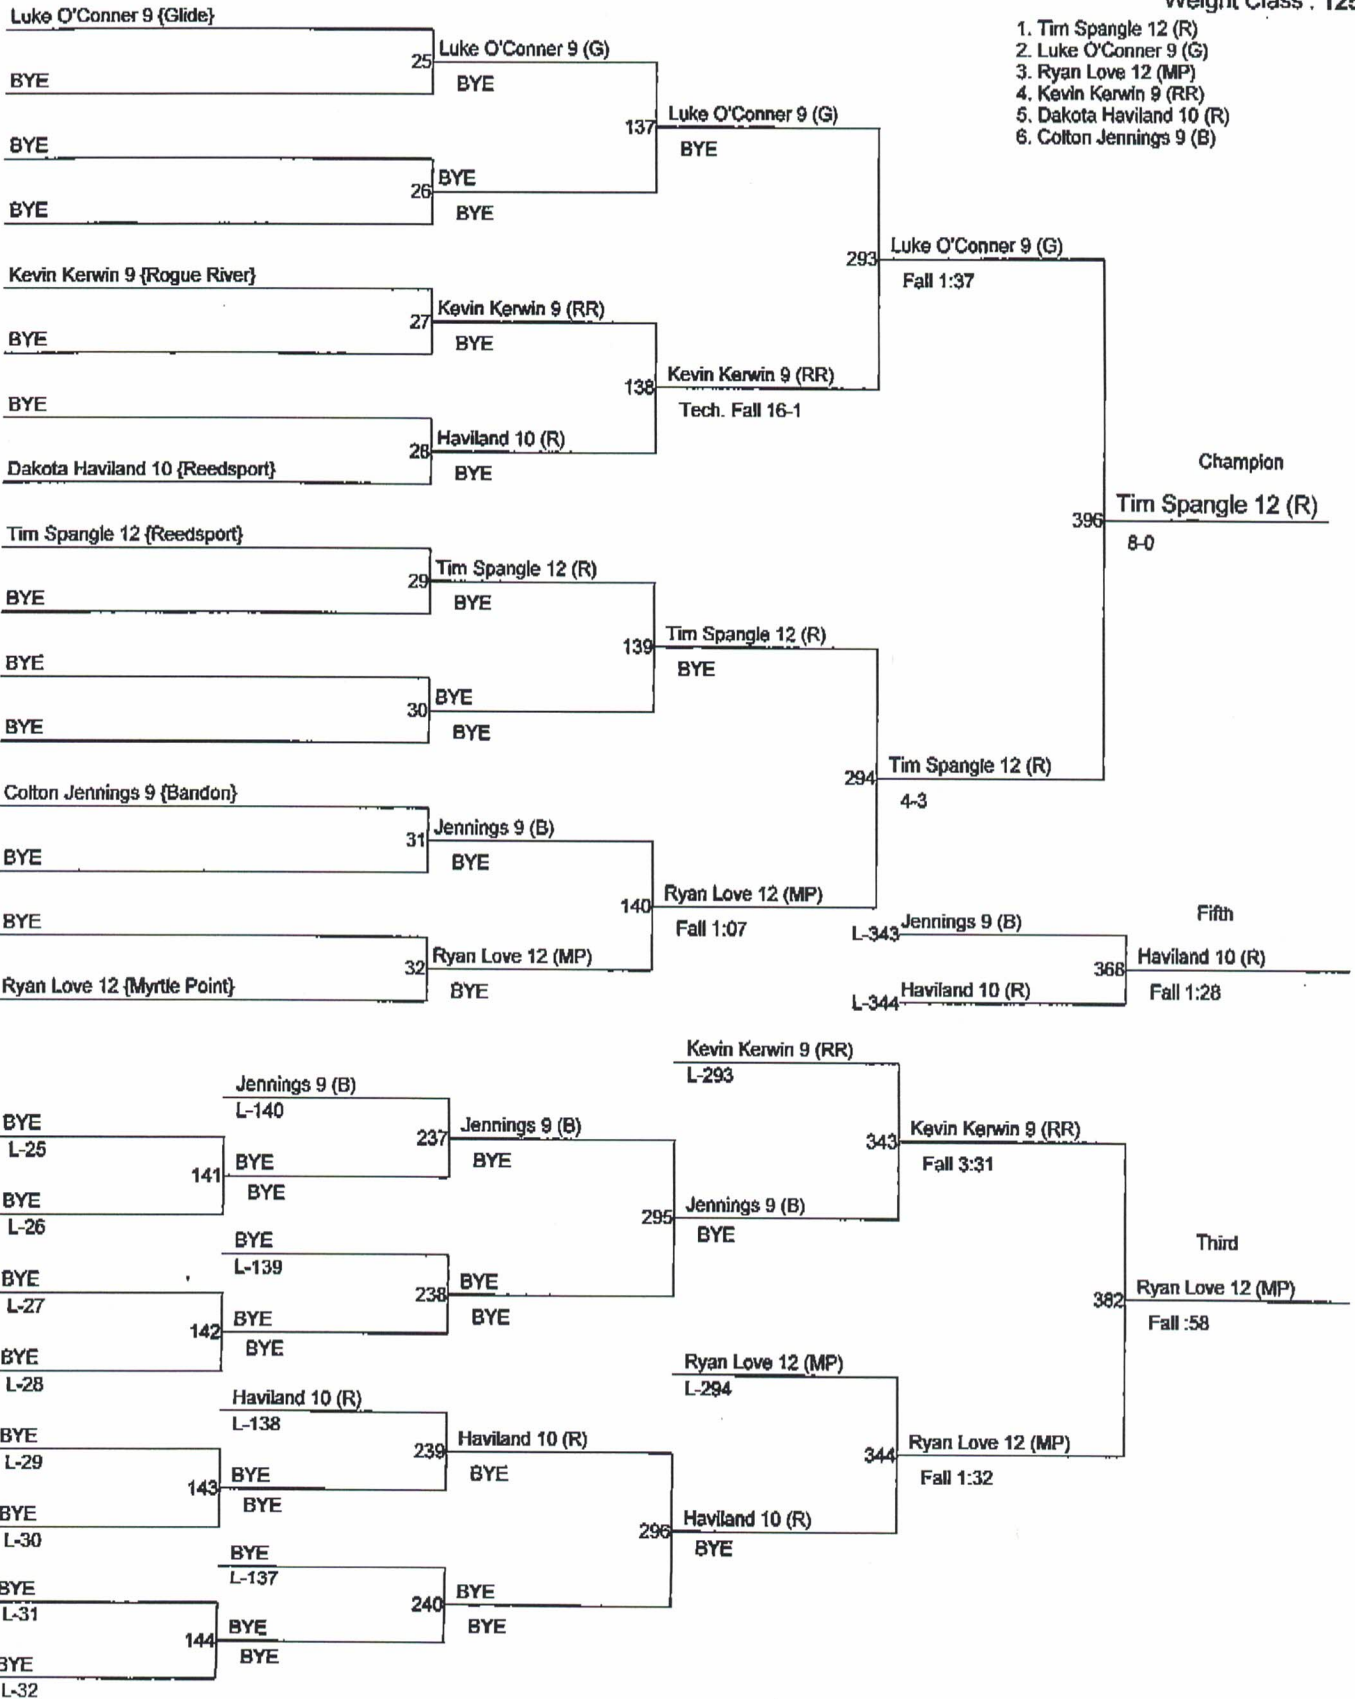 Weight Class : 125
1. Tim Spangle 12 (R)
2. Luke O'Conner 9 (G)
3. Ryan Love 12 (MP)
4. Kevin Kerwin 9 (RR)
5. Dakota Haviland 10 (R)
6. Colton Jennings 9 (B)
Luke O'Conner 9 {Glide}
25
Luke O'Conner 9 (G)
BYE
BYE
137
Luke O'Conner 9 (G)
BYE
BYE
26
BYE
BYE
BYE
293
Luke O'Conner 9 (G)
Fall 1:37
Kevin Kerwin 9 {Rogue River}
27
Kevin Kerwin 9 (RR)
BYE
BYE
138
Kevin Kerwin 9 (RR)
Tech. Fall 16-1
BYE
28
Haviland 10 (R)
BYE
Dakota Haviland 10 {Reedsport}
Champion
396
Tim Spangle 12 (R)
8-0
Tim Spangle 12 {Reedsport}
29
Tim Spangle 12 (R)
BYE
BYE
139
Tim Spangle 12 (R)
BYE
BYE
30
BYE
BYE
BYE
294
Tim Spangle 12 (R)
4-3
Colton Jennings 9 {Bandon}
31
Jennings 9 (B)
BYE
BYE
140
Ryan Love 12 (MP)
Fall 1:07
BYE
32
Ryan Love 12 (MP)
BYE
Ryan Love 12 {Myrtle Point}
L-343
Jennings 9 (B)
Fifth
368
Haviland 10 (R)
Fall 1:28
L-344
Haviland 10 (R)
Kevin Kerwin 9 (RR)
L-293
Jennings 9 (B)
L-140
237
Jennings 9 (B)
BYE
BYE
L-25
141
BYE
BYE
BYE
L-26
343
Kevin Kerwin 9 (RR)
Fall 3:31
295
Jennings 9 (B)
BYE
BYE
L-139
238
BYE
BYE
BYE
L-27
142
BYE
BYE
BYE
L-28
Third
382
Ryan Love 12 (MP)
Fall :58
Ryan Love 12 (MP)
L-294
Haviland 10 (R)
L-138
239
Haviland 10 (R)
BYE
BYE
L-29
143
BYE
BYE
BYE
L-30
344
Ryan Love 12 (MP)
Fall 1:32
296
Haviland 10 (R)
BYE
BYE
L-137
240
BYE
BYE
BYE
L-31
144
BYE
BYE
BYE
L-32